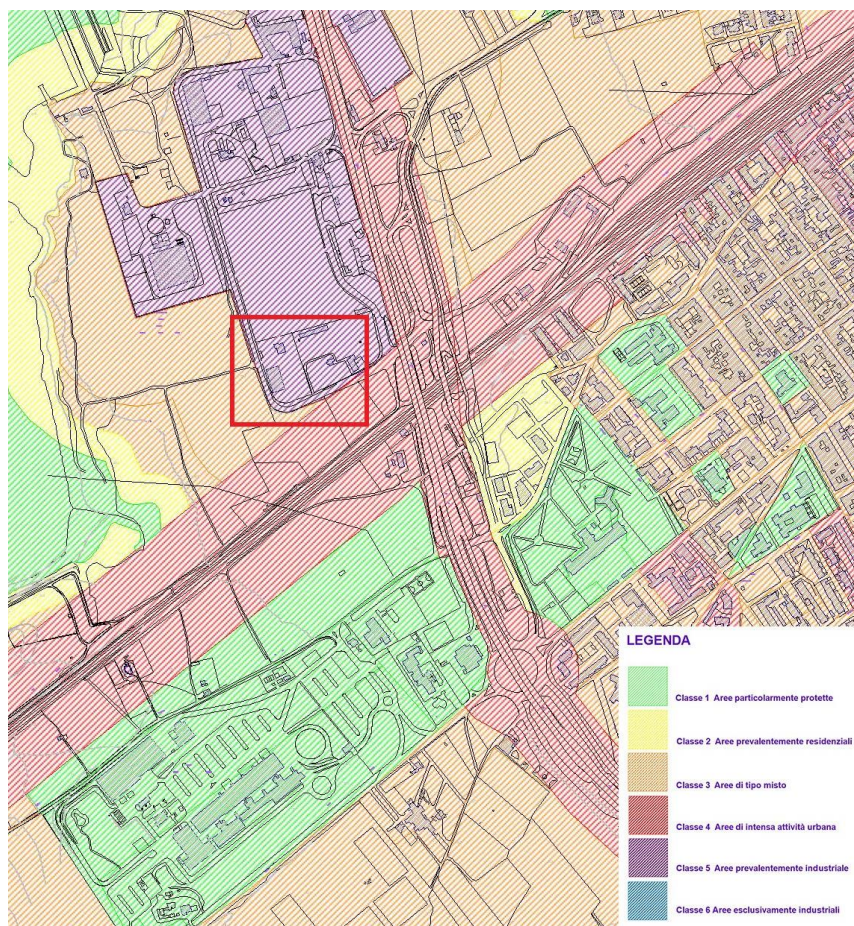 LEGENDA
Classe 1 Aree particolarmente protette
Classe 2 Aree prevalentemente residenziali
Classe 3 Aree di tipo misto
Classe 4 Aree di intensa attività urbana
Classe 5 Aree prevalentemente industriale
Classe 6 Aree esclusivamente industriali